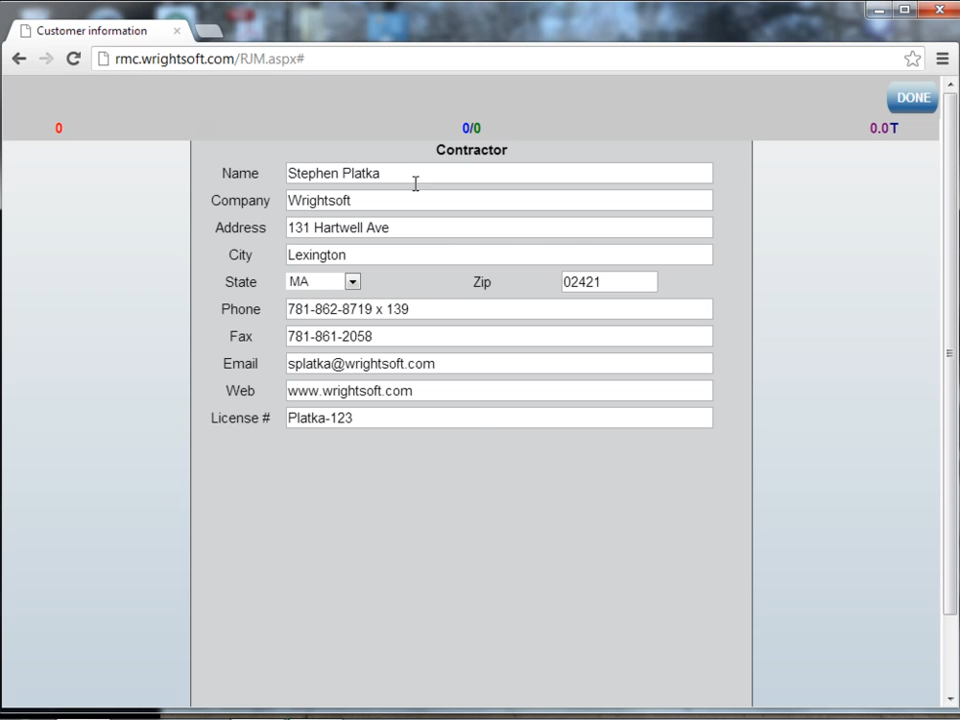 Customer information
rmc.wrightsoft.com/RJM.aspx#
DONE
0 0/0 0.0T
Contractor
Name Stephen Platka
Company Wrightsoft
Address 131 Hartwell Ave
City Lexington
State MA Zip 02421
Phone 781-862-8719 x 139
Fax 781-861-2058
Email splatka@wrightsoft.com
Web www.wrightsoft.com
License # Platka-123